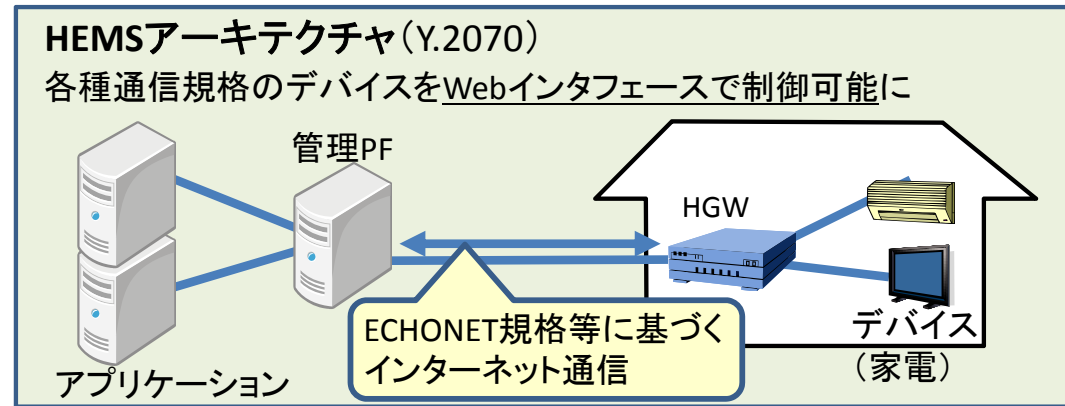 HEMSアーキテクチャ（Y.2070）
各種通信規格のデバイスをWebインタフェースで制御可能に
管理PF
HGW
ECHONET規格等に基づく
インターネット通信
デバイス
（家電）
アプリケーション